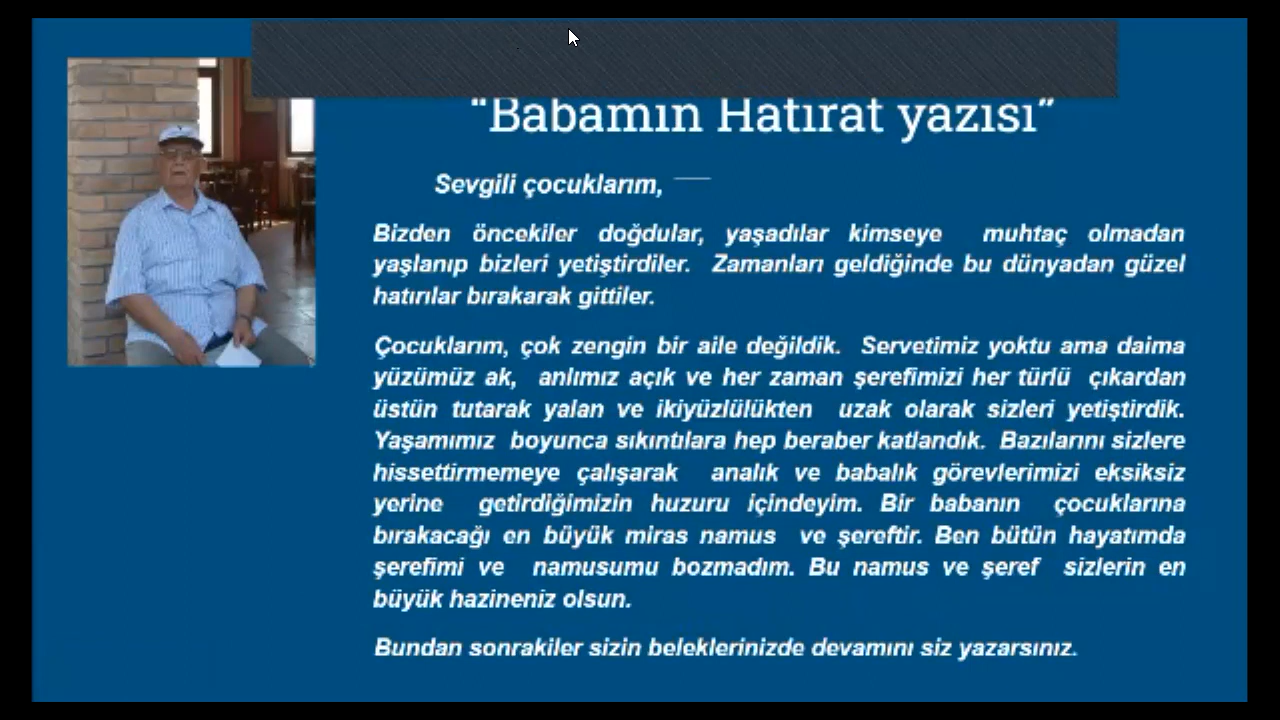 “Babamın Hatırat yazısı”
Sevgili çocuklarım,
Bizden öncekiler doğdular, yaşadılar kimseye muhtaç olmadan
yaşlanıp bizleri yetiştirdiler. Zamanları geldiğinde bu dünyadan güzel
hatırılar bırakarak gittiler.
Çocuklarım, çok zengin bir aile değildik. Servetimiz yoktu ama daima
yüzümüz ak, anlımız açık ve her zaman şerefimizi her türlü çıkardan
üstün tutarak yalan ve ikiyüzlülükten uzak olarak sizleri yetiştirdik.
Yaşamımız boyunca sıkıntılara hep beraber katlandık. Bazılarını sizlere
hissettirmemeye çalışarak analık ve babalık görevlerimizi eksiksiz
yerine getirdiğimizin huzuru içindeyim. Bir babanın çocuklarına
bırakacağı en büyük miras namus ve şereftir. Ben bütün hayatımda
şerefimi ve namusumu bozmadım. Bu namus ve şeref sizlerin en
büyük hazineniz olsun.
Bundan sonrakiler sizin beleklerinizde devamını siz yazarsınız.